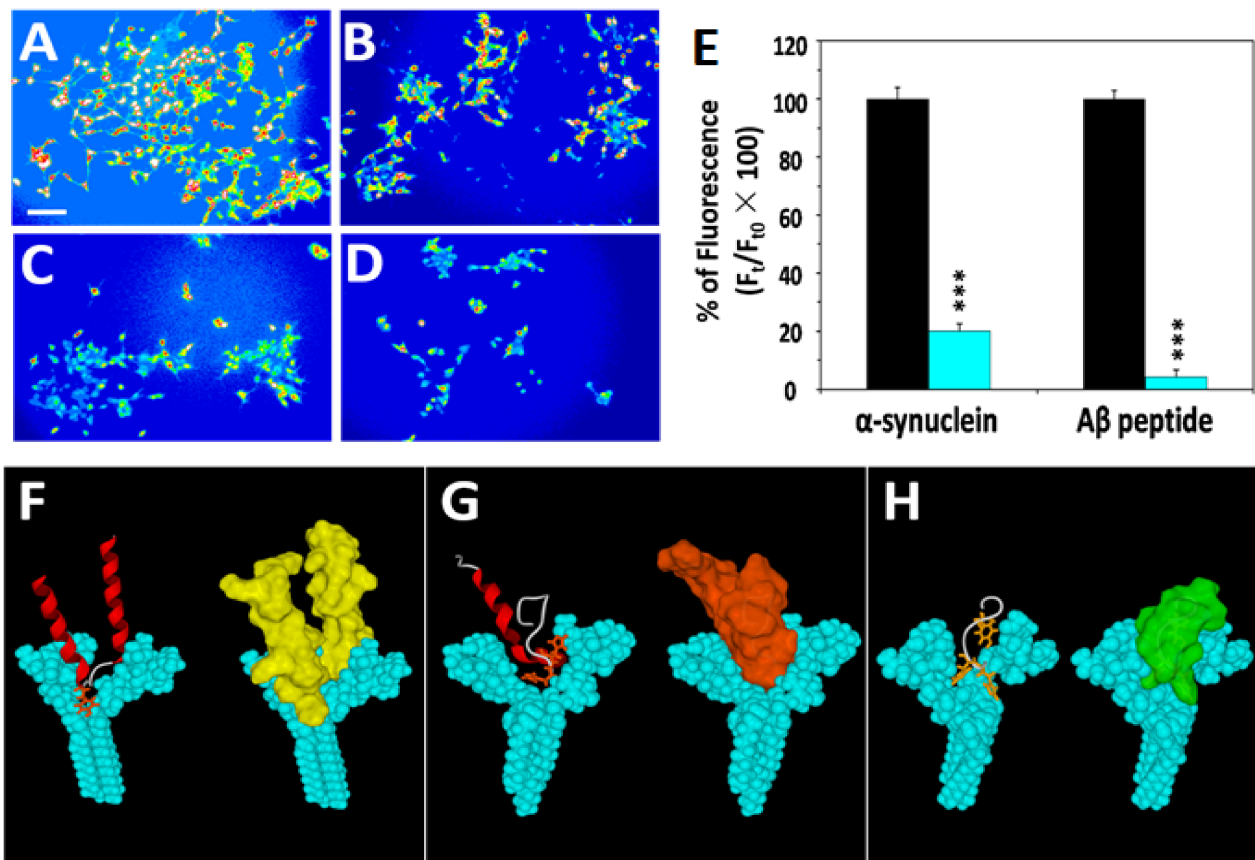 A
B
C
D
E
120
100
80
60
40
20
0
% of Fluorescence
(Ft/Ft0 × 100)
***
***
α-synuclein
Aβ peptide
F
G
H